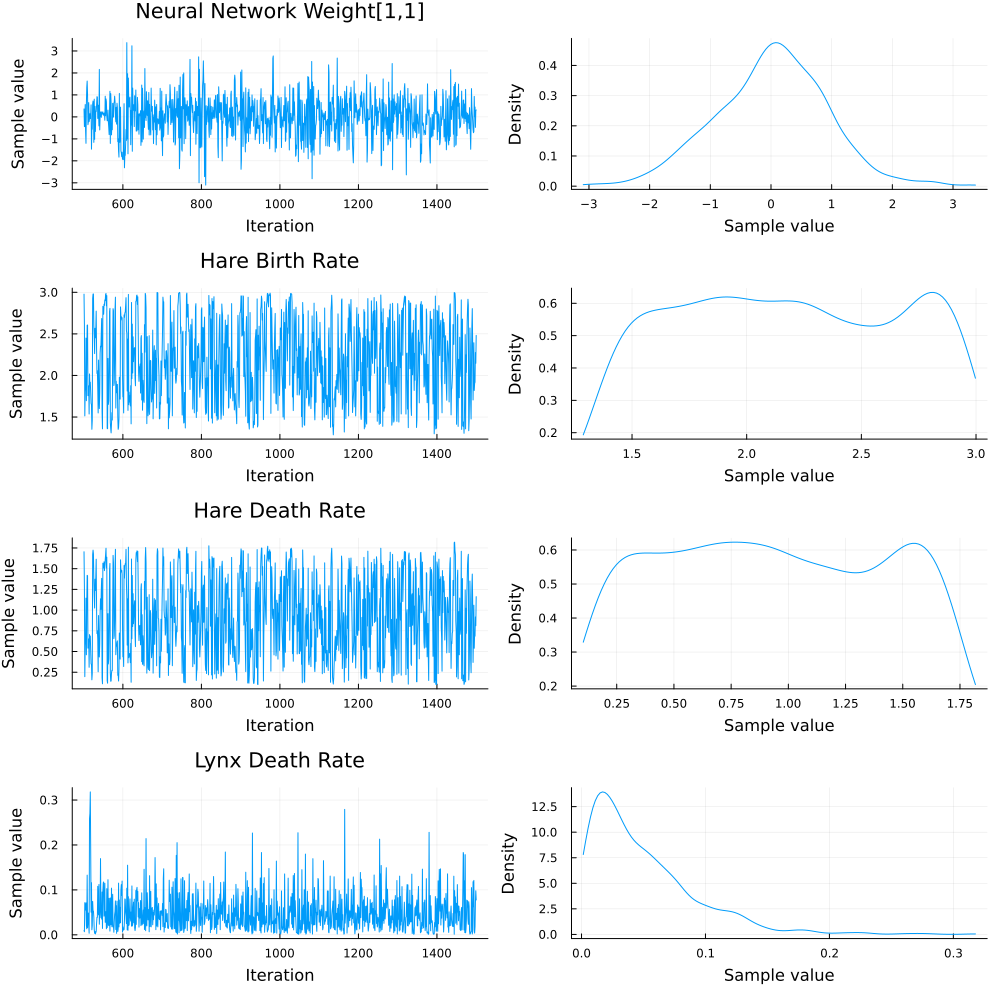 Neural Network Weight[1,1]
Sample value
3
2
1
0
−1
−2
−3
600 800 1000 1200 1400
Iteration
Density
0.4
0.3
0.2
0.1
0.0
−3 −2 −1 0 1 2 3
Sample value
Hare Birth Rate
Sample value
3.0
2.5
2.0
1.5
600 800 1000 1200 1400
Iteration
Density
0.6
0.5
0.4
0.3
0.2
1.5 2.0 2.5 3.0
Sample value
Hare Death Rate
Sample value
1.75
1.50
1.25
1.00
0.75
0.50
0.25
600 800 1000 1200 1400
Iteration
Density
0.6
0.5
0.4
0.3
0.2
0.25 0.50 0.75 1.00 1.25 1.50 1.75
Sample value
Lynx Death Rate
Sample value
0.3
0.2
0.1
0.0
600 800 1000 1200 1400
Iteration
Density
12.5
10.0
7.5
5.0
2.5
0.0
0.0 0.1 0.2 0.3
Sample value